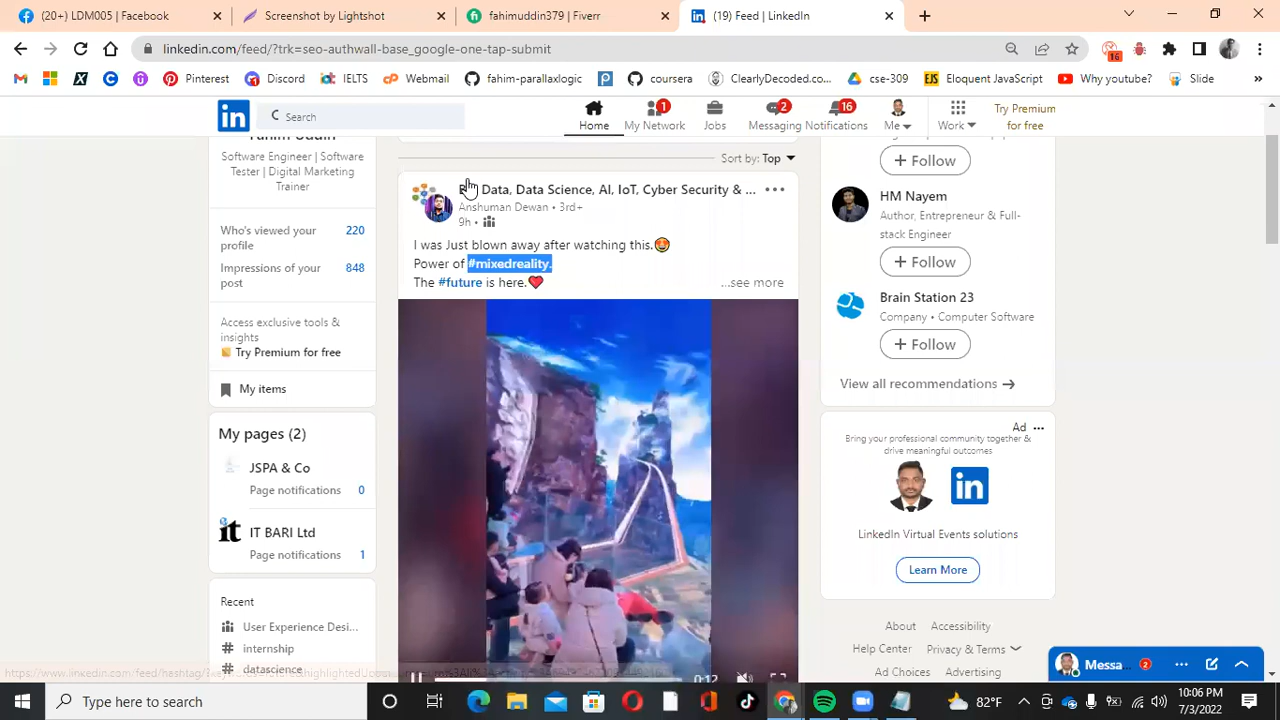 (20+) LDM005 | Facebook
Screenshot by Lightshot
fahimuddin379 | Fiverr
(19) Feed | LinkedIn
linkedin.com/feed/?trk=seo-authwall-base_google-one-tap-submit
16
Pinterest
Discord
IELTS
Webmail
fahim-parallaxlogic
coursera
ClearlyDecoded.co...
cse-309
EJS
Eloquent JavaScript
Why youtube?
Slide
in
Search
Home
1
My Network
Jobs
2
Messaging
16
Notifications
Me
Work
Try Premium
for free
Software Engineer | Software
Tester | Digital Marketing
Trainer
Who's viewed your
profile
220
Impressions of your
post
848
Access exclusive tools &
insights
Try Premium for free
My items
My pages (2)
JSPA & Co
Page notifications 0
IT BARI Ltd
Page notifications 1
Recent
User Experience Desi...
# internship
# datascience
Sort by: Top
Data, Data Science, AI, IoT, Cyber Security & ...
Anshuman Dewan • 3rd+
9h
I was Just blown away after watching this.🤩
Power of #mixedreality.
The #future is here.❤️
...see more
0:12
+ Follow
HM Nayem
Author, Entrepreneur & Full-
stack Engineer
+ Follow
Brain Station 23
Company • Computer Software
+ Follow
View all recommendations →
Ad ...
Bring your professional community together &
drive meaningful outcomes
in
LinkedIn Virtual Events solutions
Learn More
About Accessibility
Help Center Privacy & Terms
Ad Choices Advertising
Messa... 2
Type here to search
82°F
10:06 PM
7/3/2022